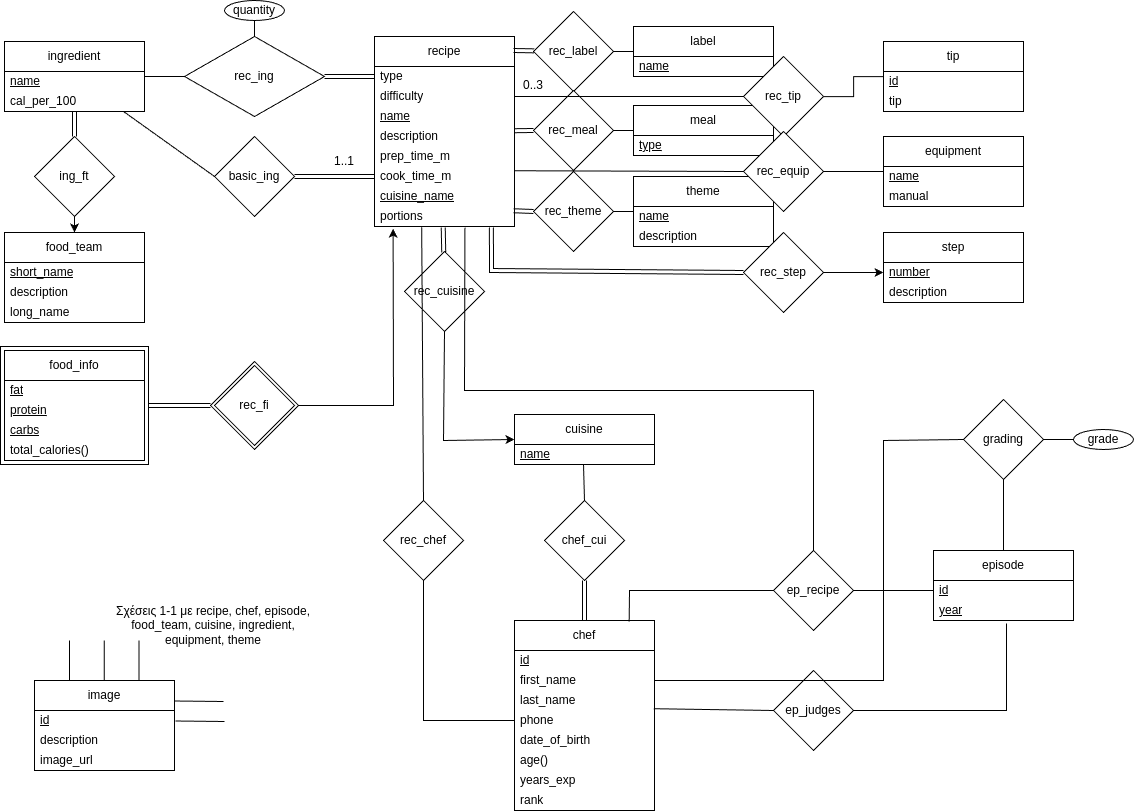 quantity
ingredient
name
cal_per_100
rec_ing
recipe
type
difficulty
name
description
prep_time_m
cook_time_m
cuisine_name
portions
rec_label
label
name
0..3
rec_tip
tip
id
tip
rec_meal
meal
type
rec_equip
equipment
name
manual
rec_theme
theme
name
description
ing_ft
basic_ing
1..1
food_team
short_name
description
long_name
rec_cuisine
rec_step
step
number
description
food_info
fat
protein
carbs
total_calories()
rec_fi
cuisine
name
grading
grade
rec_chef
chef_cui
ep_recipe
episode
id
year
Σχέσεις 1-1 με recipe, chef, episode,
food_team, cuisine, ingredient,
equipment, theme
image
id
description
image_url
chef
id
first_name
last_name
phone
date_of_birth
age()
years_exp
rank
ep_judges